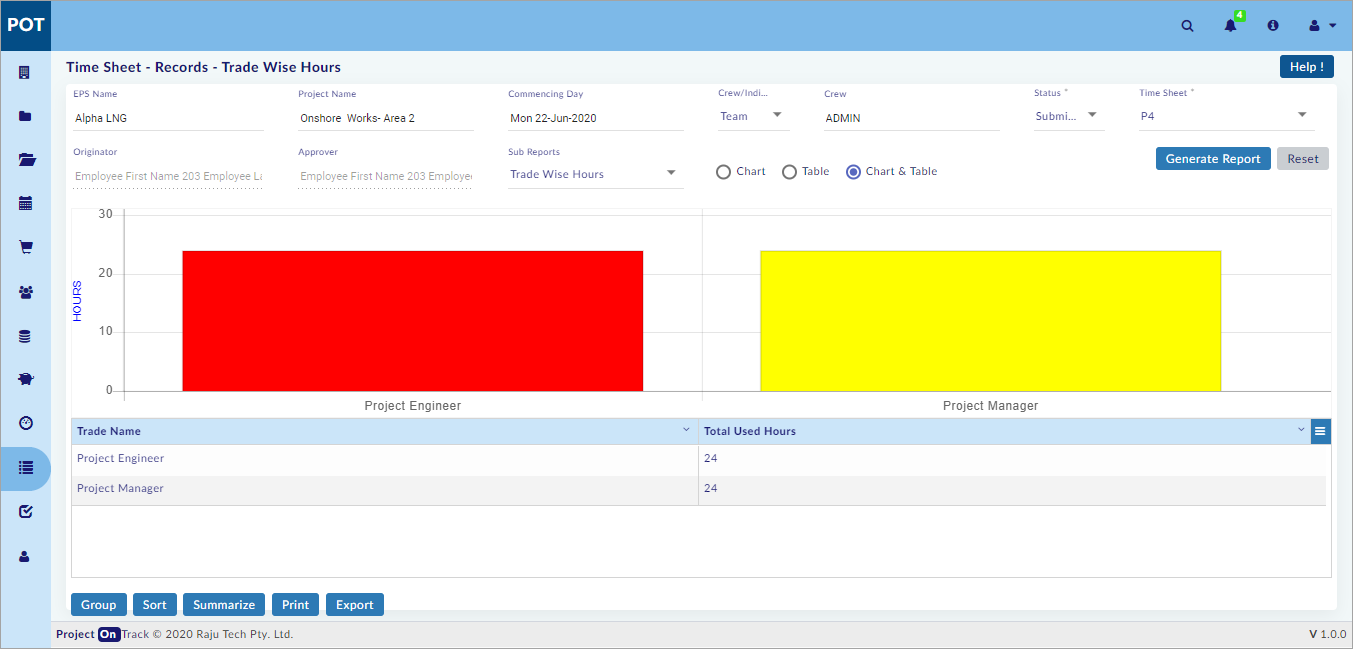 POT
4
Time Sheet - Records - Trade Wise Hours
Help !
EPS Name
Project Name
Commencing Day
Crew/Indi...
Crew
Status *
Time Sheet *
Alpha LNG
Onshore Works- Area 2
Mon 22-Jun-2020
Team
ADMIN
Submi...
P4
Originator
Approver
Sub Reports
Employee First Name 203 Employee La
Employee First Name 203 Employee
Trade Wise Hours
Chart
Table
Chart & Table
Generate Report
Reset
30
20
10
0
HOURS
Project Engineer
Project Manager
Trade Name
Total Used Hours
Project Engineer
24
Project Manager
24
Group
Sort
Summarize
Print
Export
Project On Track © 2020 Raju Tech Pty. Ltd.
V 1.0.0